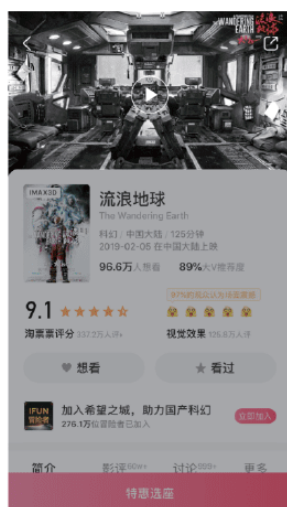 THE WANDERING EARTH
流浪地球
IMAX3D
流浪地球
The Wandering Earth
科幻 / 中国大陆 / 125分钟
2019-02-05 在中国大陆上映
96.6万人想看 89%大V推荐度
9.1
淘票票评分
视觉效果
♥ 想看
★ 看过
IFUN
冒险者
加入希望之城，助力国产科幻
276.1万位冒险者已加入
立即加入
简介 影评 讨论 更多
特惠选座